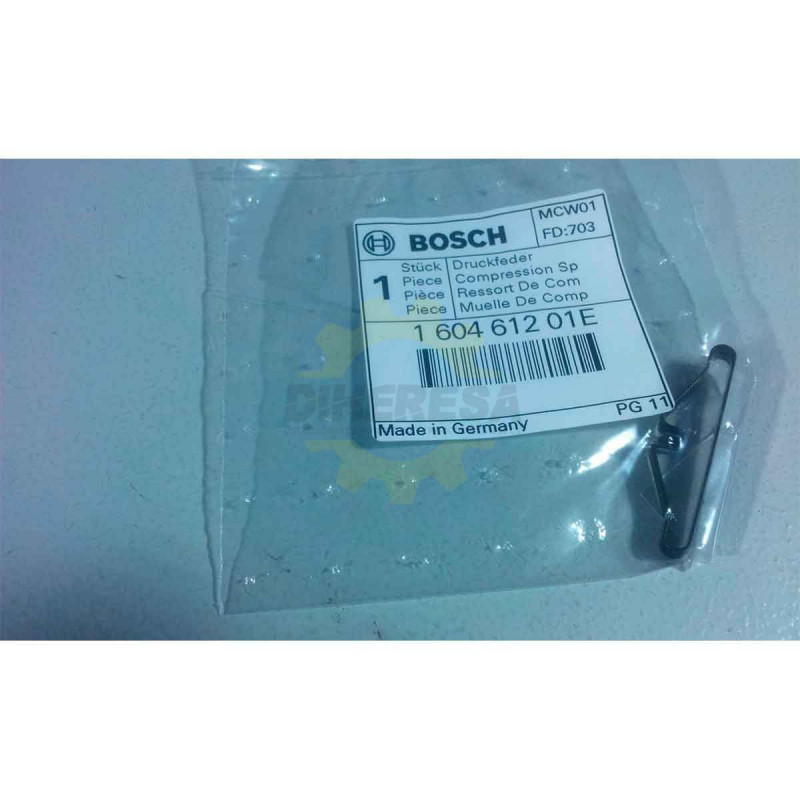 BOSCH
MCW01
FD:703
1
Stück Druckfeder
Piece Compression Sp
Pièce Ressort De Com
Piece Muelle De Comp
1 604 612 01E
DIHERESA
PG 11
Made in Germany